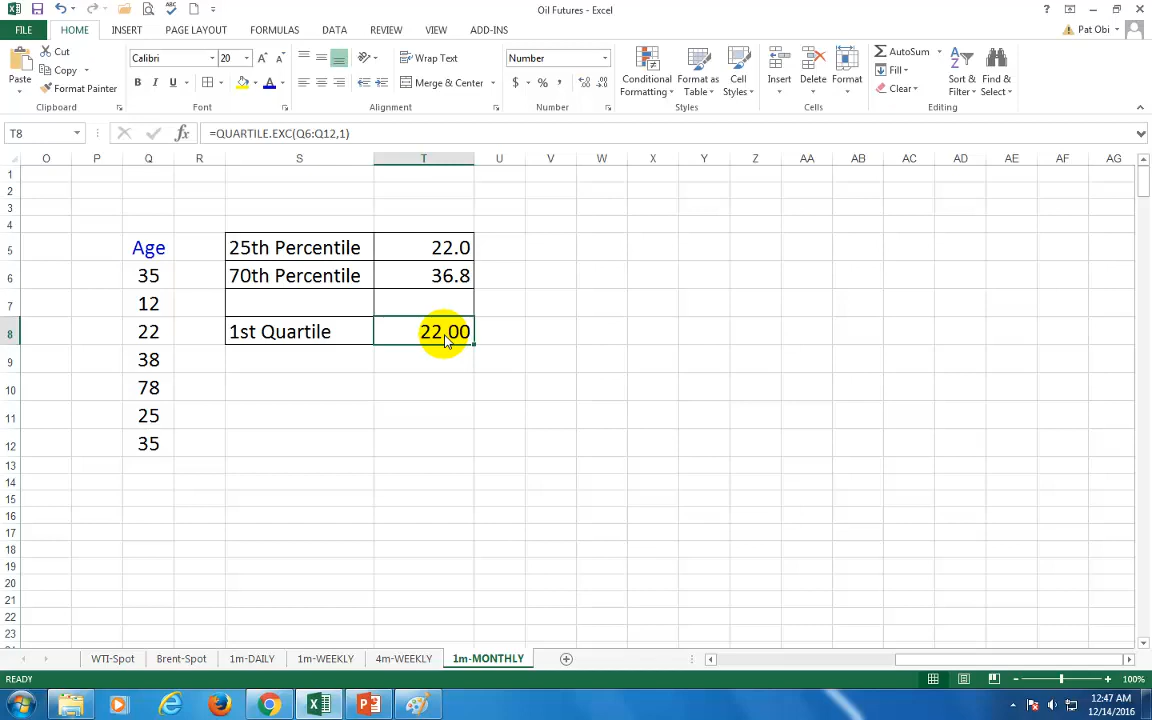 Oil Futures - Excel
FILE HOME INSERT PAGE LAYOUT FORMULAS DATA REVIEW VIEW ADD-INS Pat Obi
Paste Cut Copy Format Painter
Calibri 20
B I U
Wrap Text
Merge & Center
Number
$ % ,
Conditional Formatting Format as Table Cell Styles
Insert Delete Format
AutoSum Fill Clear
Sort & Filter Find & Select
Clipboard Font Alignment Number Styles Cells Editing
T8 fx =QUARTILE.EXC(Q6:Q12,1)
O P Q R S T U V W X Y Z AA AB AC AD AE AF AG
1
2
3
4
5 Age 25th Percentile 22.0
6 35 70th Percentile 36.8
7 12
8 22 1st Quartile 22.00
9 38
10 78
11 25
12 35
13
14
15
16
17
18
19
20
21
22
23
WTI-Spot Brent-Spot 1m-DAILY 1m-WEEKLY 4m-WEEKLY 1m-MONTHLY
READY 100%
12:47 AM
12/14/2016